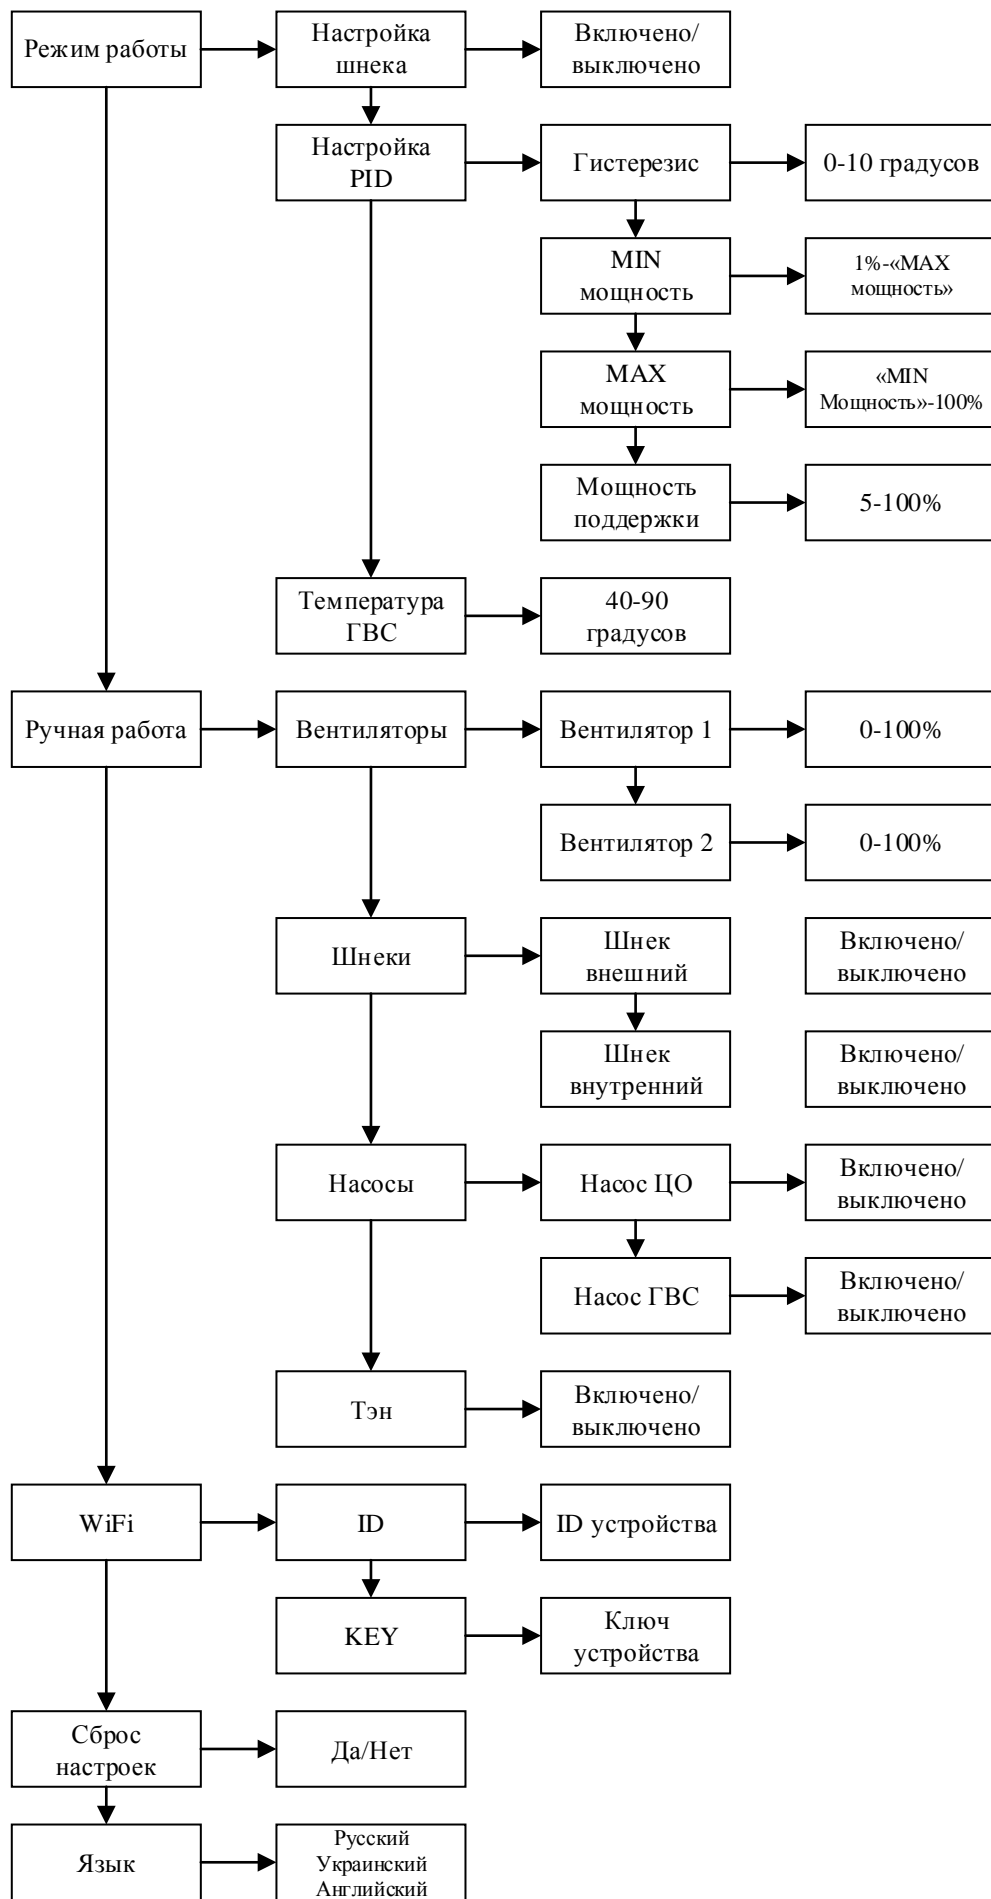 Режим работы
Настройка
шнека
Включено/
выключено
Настройка
PID
Гистерезис
0-10 градусов
MIN
мощность
1%-«MAX
мощность»
MAX
мощность
«MIN
Мощность»-100%
Мощность
поддержки
5-100%
Температура
ГВС
40-90
градусов
Ручная работа
Вентиляторы
Вентилятор 1
0-100%
Вентилятор 2
0-100%
Шнеки
Шнек
внешний
Включено/
выключено
Шнек
внутренний
Включено/
выключено
Насосы
Насос ЦО
Включено/
выключено
Насос ГВС
Включено/
выключено
Тэн
Включено/
выключено
WiFi
ID
ID устройства
KEY
Ключ
устройства
Сброс
настроек
Да/Нет
Язык
Русский
Украинский
Английский